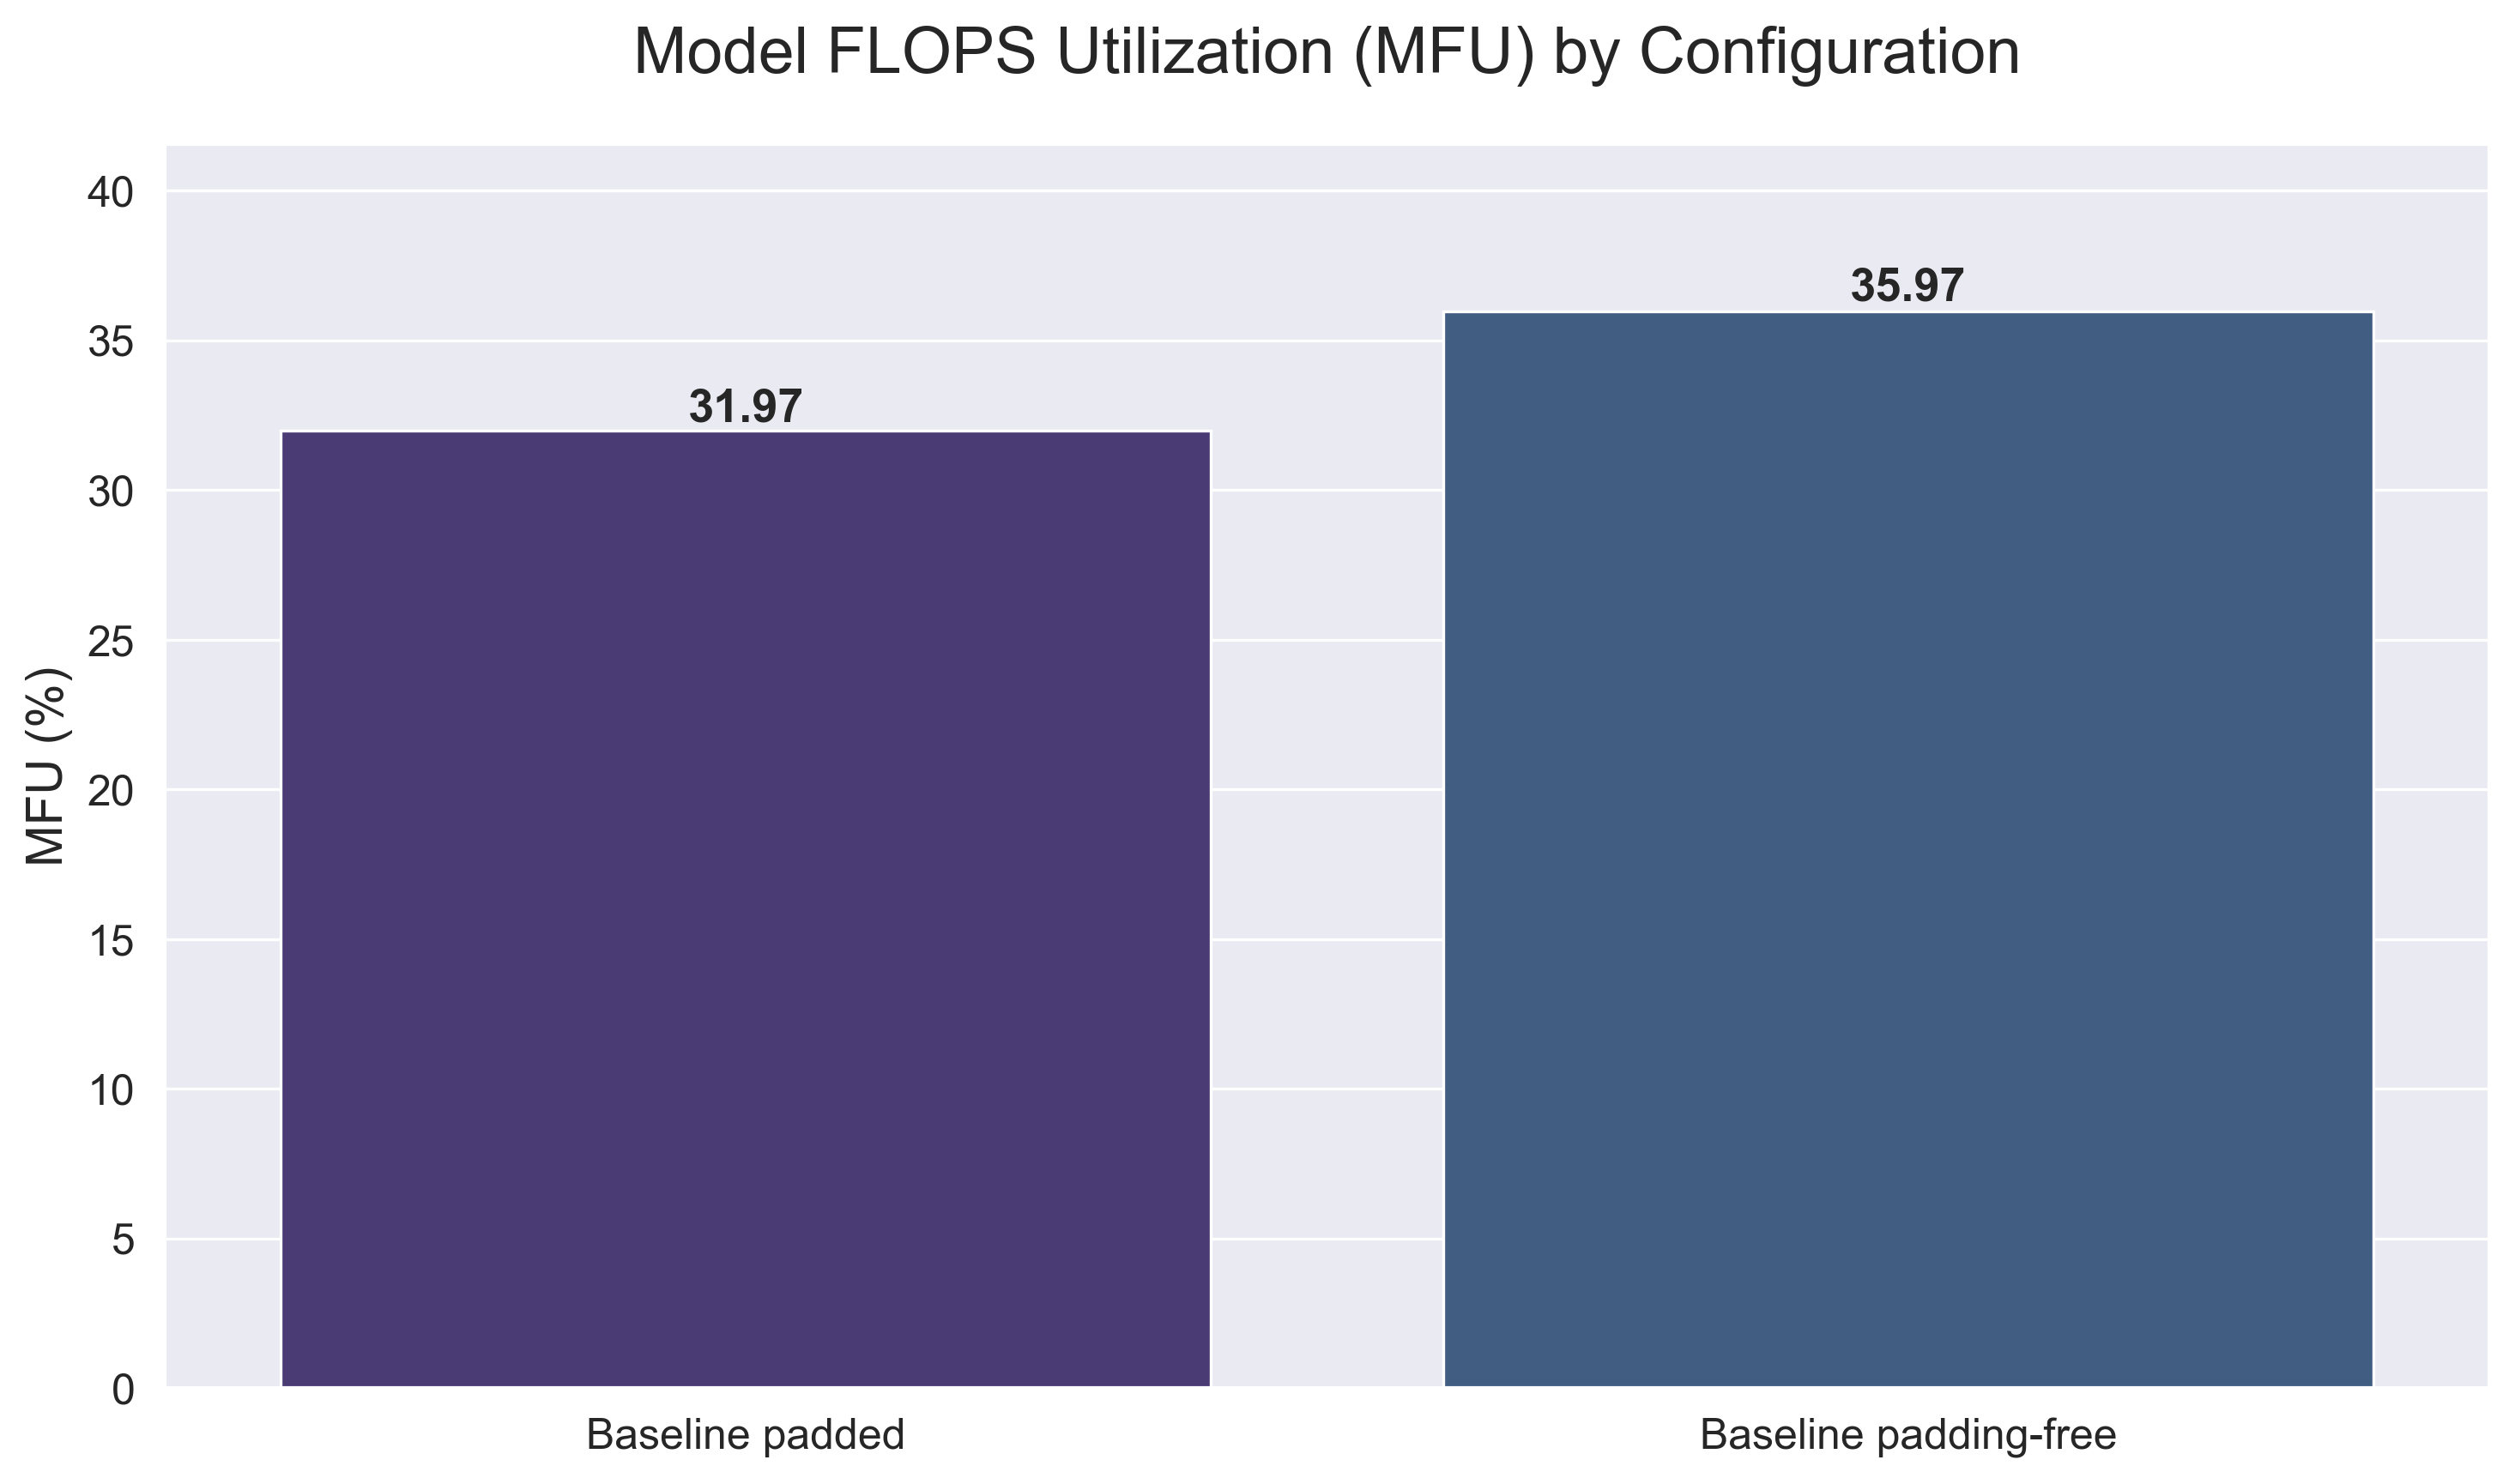 Model FLOPS Utilization (MFU) by Configuration
MFU (%)
40
35
30
25
20
15
10
5
0
31.97
35.97
Baseline padded
Baseline padding-free